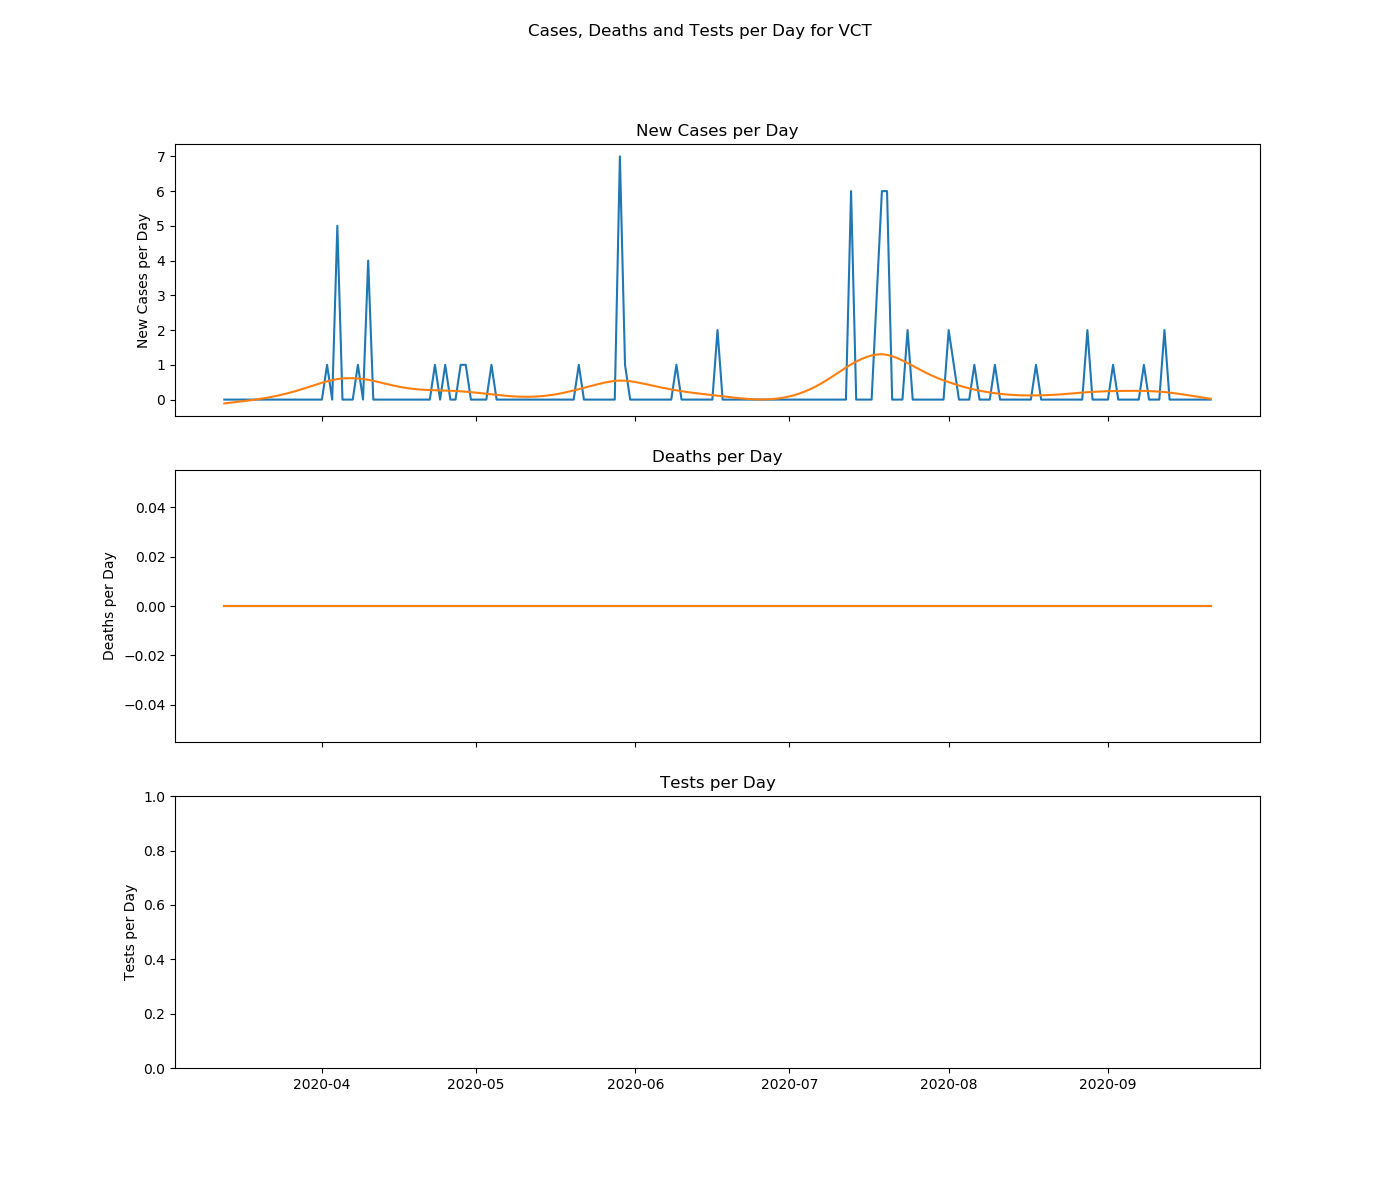 Cases, Deaths and Tests per Day for VCT
New Cases per Day
New Cases per Day
7
6
5
4
3
2
1
0
Deaths per Day
Deaths per Day
0.04
0.02
0.00
−0.02
−0.04
Tests per Day
Tests per Day
1.0
0.8
0.6
0.4
0.2
0.0
2020-04 2020-05 2020-06 2020-07 2020-08 2020-09